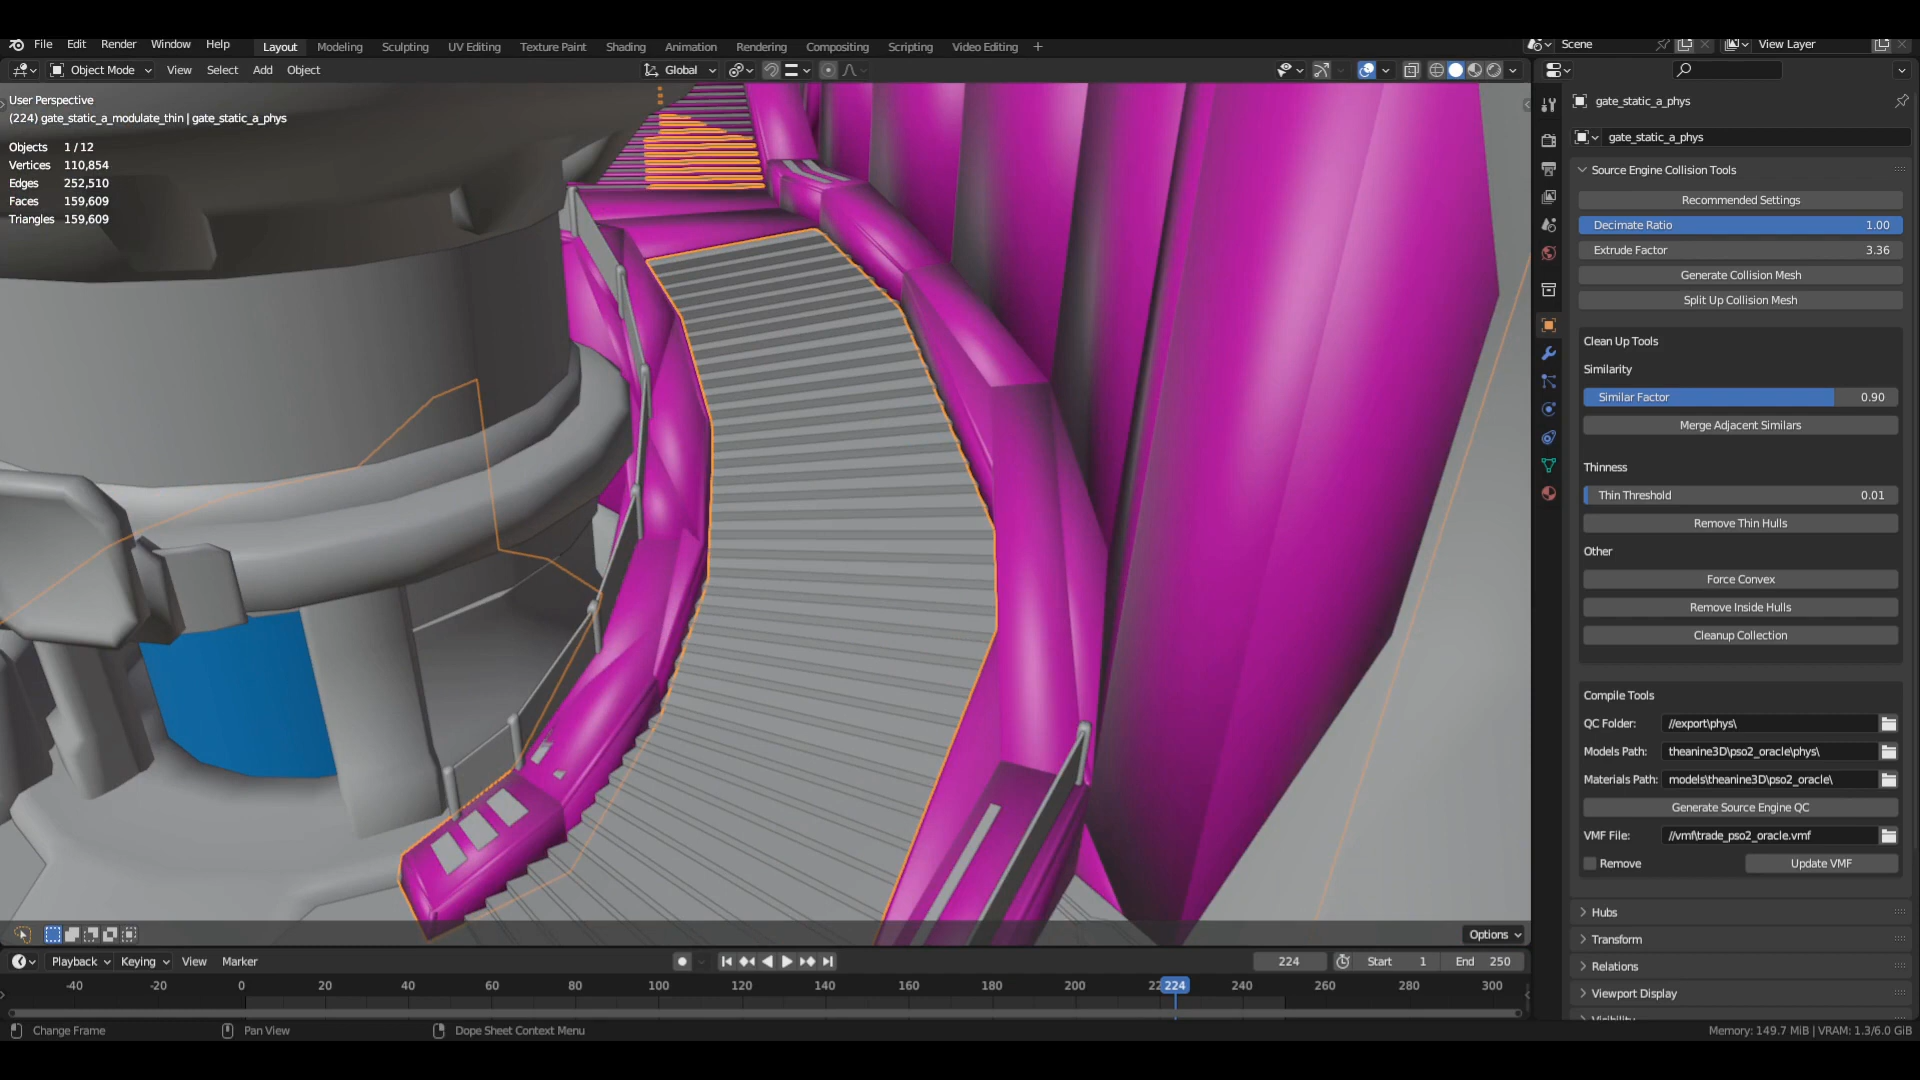 File Edit Render Window Help
Layout Modeling Sculpting UV Editing Texture Paint Shading Animation Rendering Compositing Scripting Video Editing +
Scene View Layer
Object Mode View Select Add Object Global
User Perspective
(224) gate_static_a_modulate_thin | gate_static_a_phys
Objects 1 / 12
Vertices 110,854
Edges 252,510
Faces 159,609
Triangles 159,609
gate_static_a_phys
gate_static_a_phys
Source Engine Collision Tools
Recommended Settings
Decimate Ratio 1.00
Extrude Factor 3.36
Generate Collision Mesh
Split Up Collision Mesh
Clean Up Tools
Similarity
Similar Factor 0.90
Merge Adjacent Similars
Thinness
Thin Threshold 0.01
Remove Thin Hulls
Other
Force Convex
Remove Inside Hulls
Cleanup Collection
Compile Tools
QC Folder: //export\phys\
Models Path: theanine3D\pso2_oracle\phys\
Materials Path: models\theanine3D\pso2_oracle\
Generate Source Engine QC
VMF File: //vmf\trade_pso2_oracle.vmf
Remove Update VMF
Hubs
Transform
Relations
Viewport Display
Options
Playback Keying View Marker
224 Start 1 End 250
-40 -20 0 20 40 60 80 100 120 140 160 180 200 224 240 260 280 300
Change Frame Pan View Dope Sheet Context Menu
Memory: 149.7 MiB | VRAM: 1.3/6.0 GiB